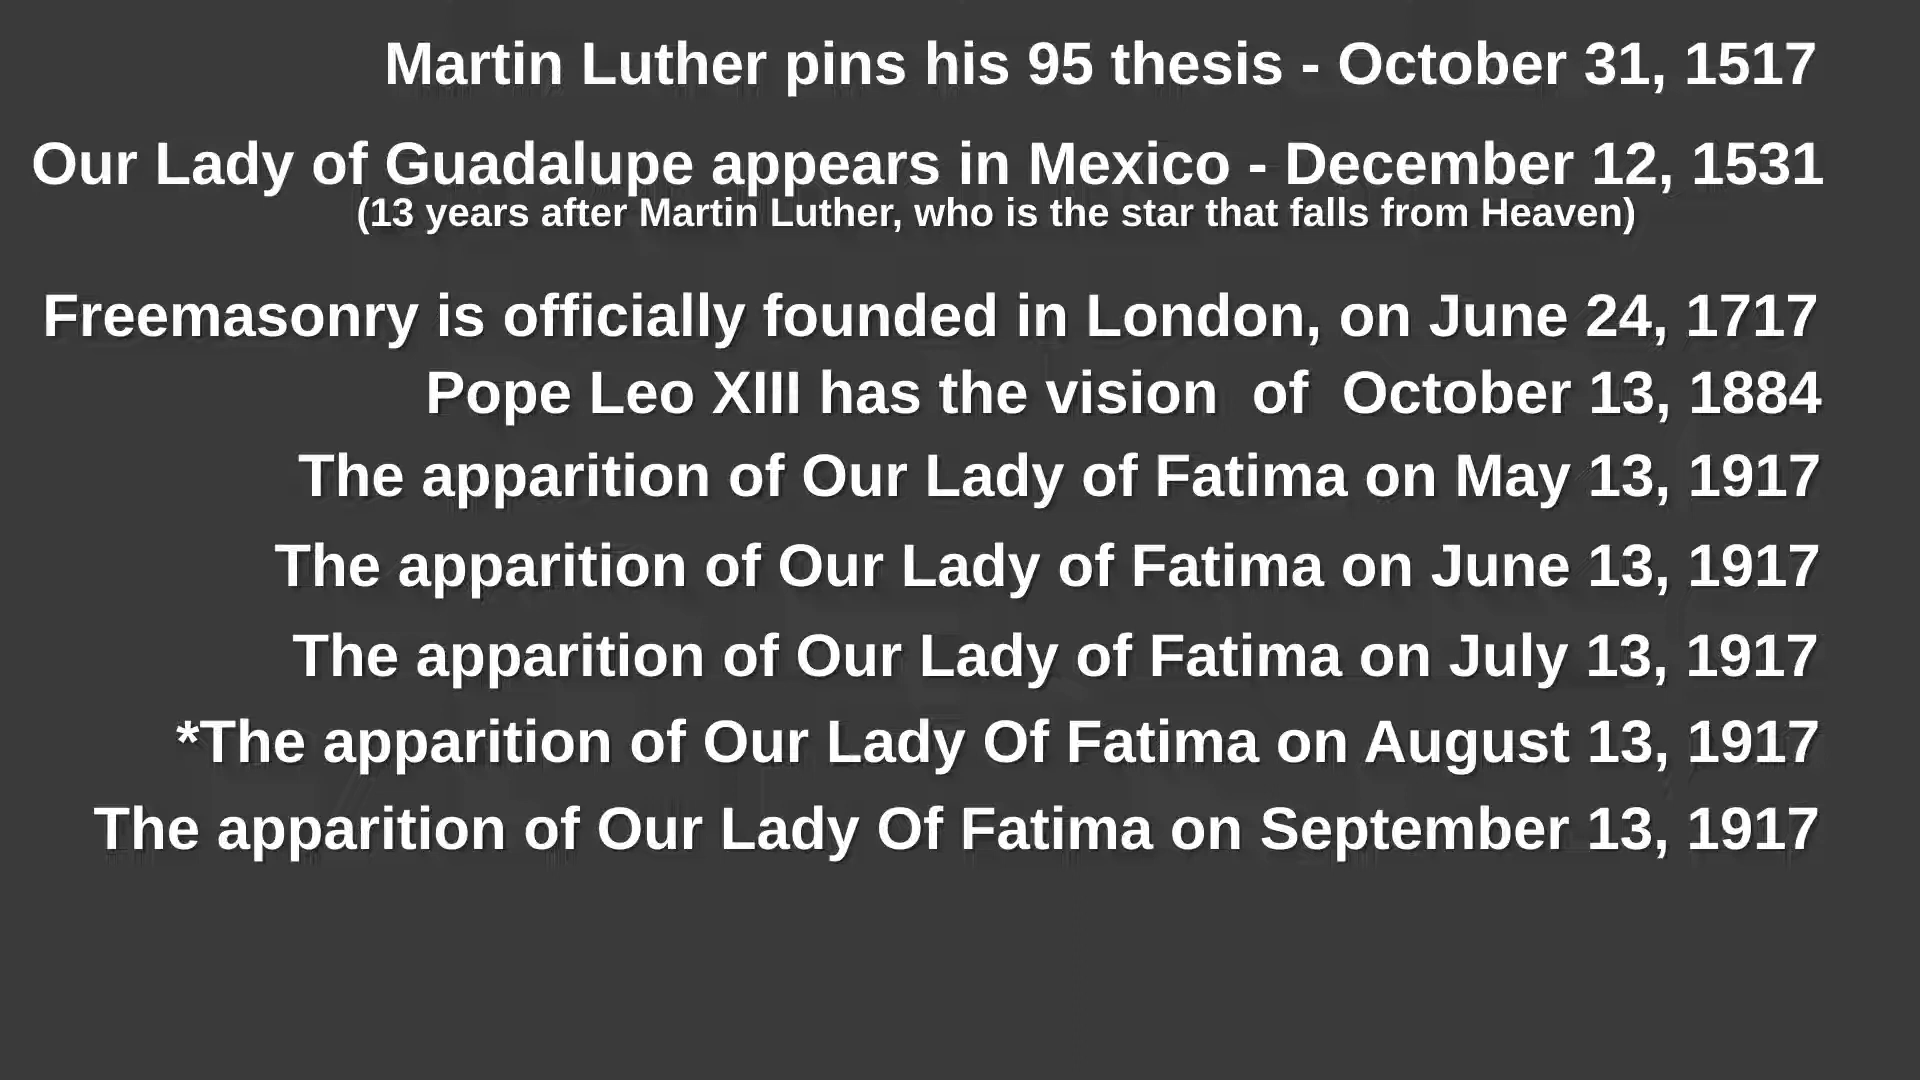 Martin Luther pins his 95 thesis - October 31, 1517
Our Lady of Guadalupe appears in Mexico - December 12, 1531
(13 years after Martin Luther, who is the star that falls from Heaven)
Freemasonry is officially founded in London, on June 24, 1717
Pope Leo XIII has the vision of October 13, 1884
The apparition of Our Lady of Fatima on May 13, 1917
The apparition of Our Lady of Fatima on June 13, 1917
The apparition of Our Lady of Fatima on July 13, 1917
*The apparition of Our Lady Of Fatima on August 13, 1917
The apparition of Our Lady Of Fatima on September 13, 1917